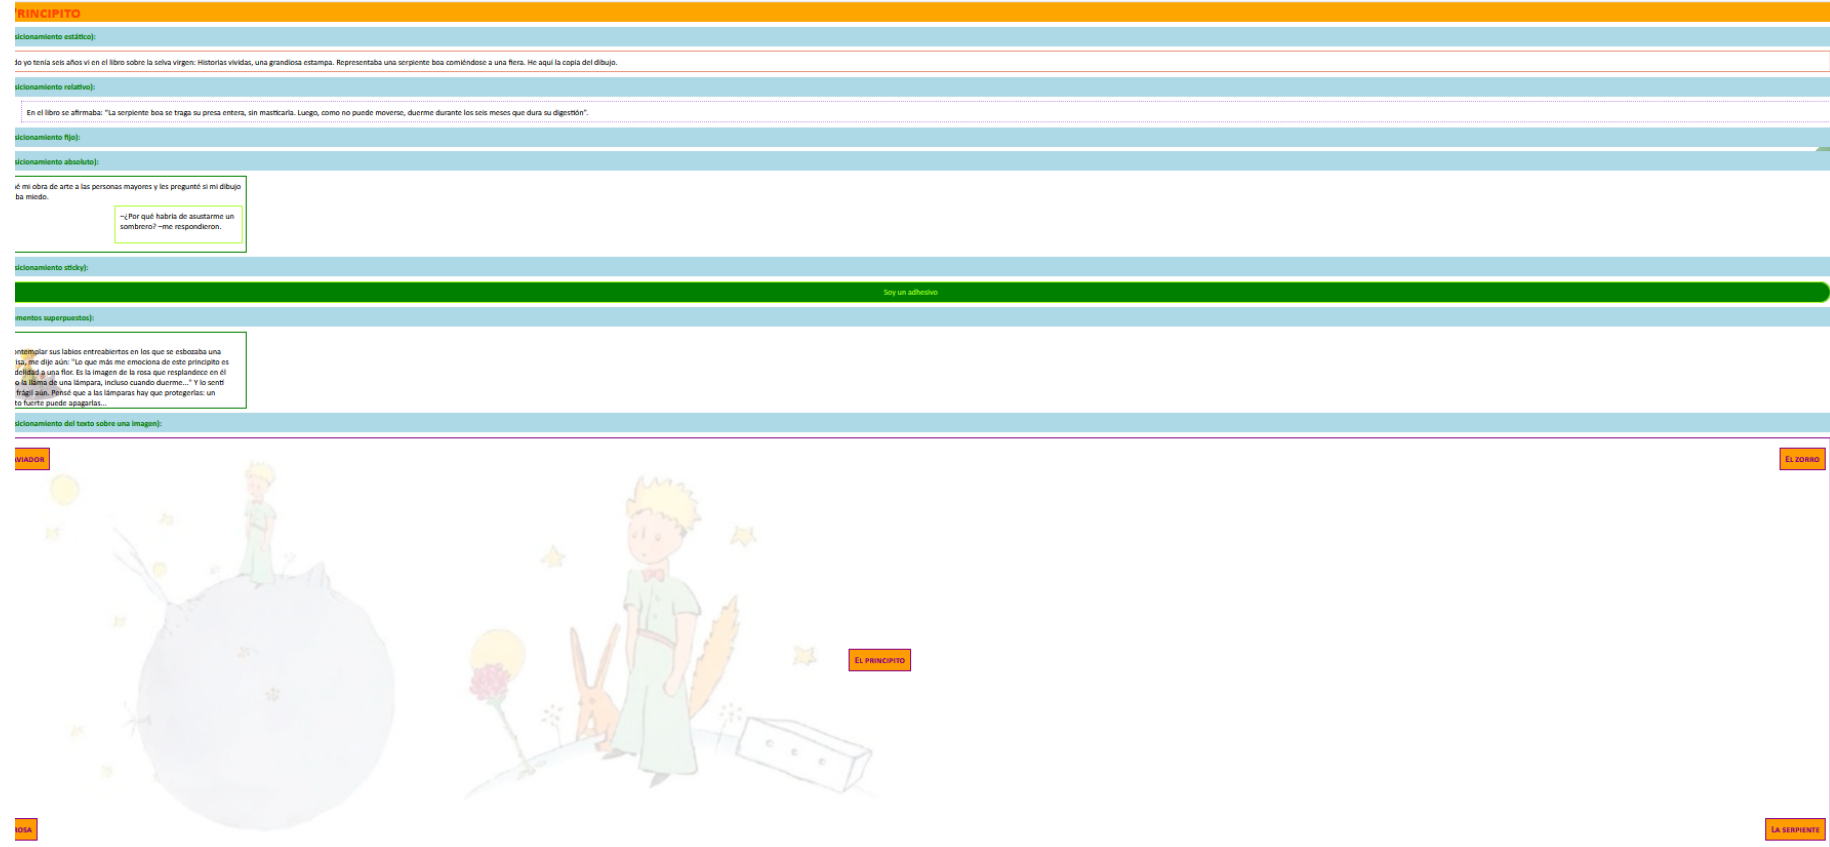 RINCIPITO
sicionamiento estático):
do yo tenía seis años vi en el libro sobre la selva virgen: Historias vividas, una grandiosa estampa. Representaba una serpiente boa comiéndose a una fiera. He aquí la copia del dibujo.
sicionamiento relativo):
En el libro se afirmaba: "La serpiente boa se traga su presa entera, sin masticarla. Luego, como no puede moverse, duerme durante los seis meses que dura su digestión".
sicionamiento fijo):
sicionamiento absoluto):
é mi obra de arte a las personas mayores y les pregunté si mi dibujo
ba miedo.
–¿Por qué habría de asustarme un
sombrero? –me respondieron.
sicionamiento sticky):
Soy un adhesivo
mentos superpuestos):
ontemplar sus labios entreabiertos en los que se esbozaba una
isa, me dije aún: "Lo que más me emociona de este principito es
delidad a una flor. Es la imagen de la rosa que resplandece en él
o la llama de una lámpara, incluso cuando duerme..." Y lo sentí
frágil aún. Pensé que a las lámparas hay que protegerlas: un
to fuerte puede apagarlas...
sicionamiento del texto sobre una imagen):
AVIADOR
EL ZORRO
EL PRINCIPITO
ROSA
LA SERPIENTE